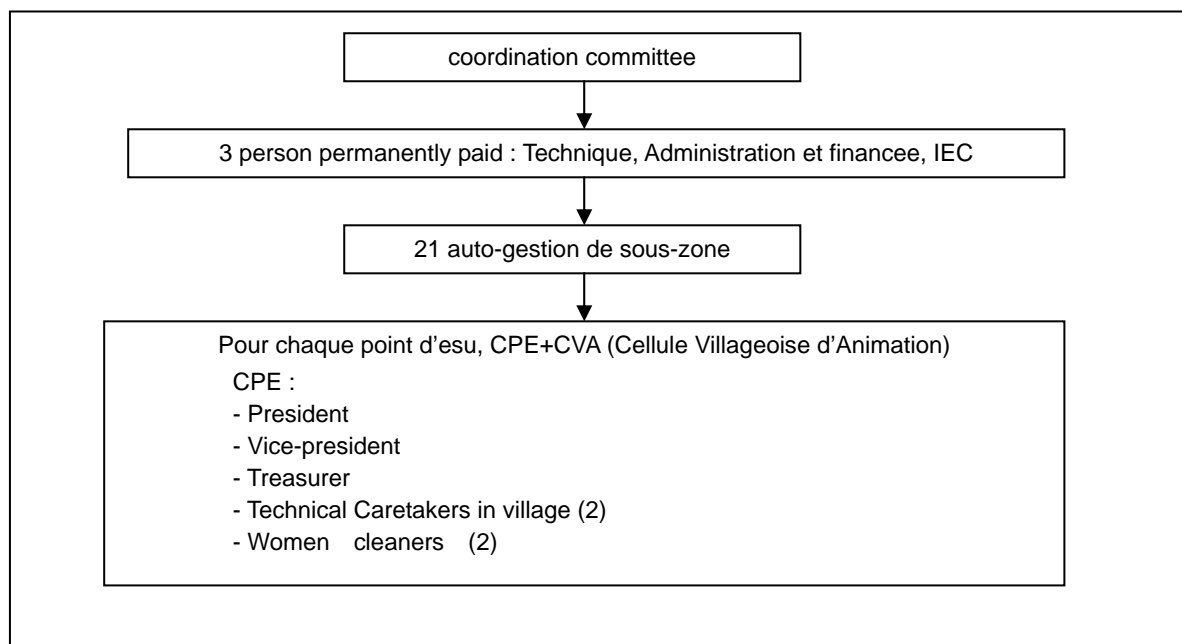 coordination committee
3 person permanently paid : Technique, Administration et financee, IEC
21 auto-gestion de sous-zone
Pour chaque point d'esu, CPE+CVA (Cellule Villageoise d'Animation)
CPE :
- President
- Vice-president
- Treasurer
- Technical Caretakers in village (2)
- Women cleaners (2)